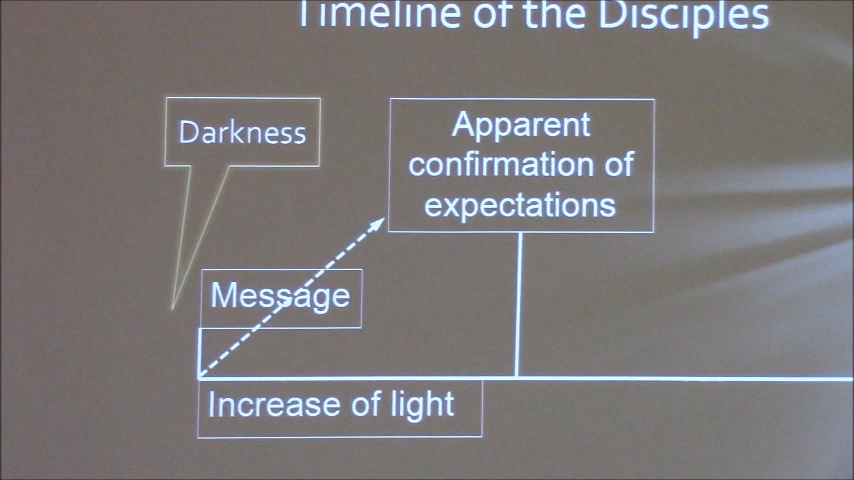 Timeline of the Disciples
Darkness
Apparent
confirmation of
expectations
Message
Increase of light